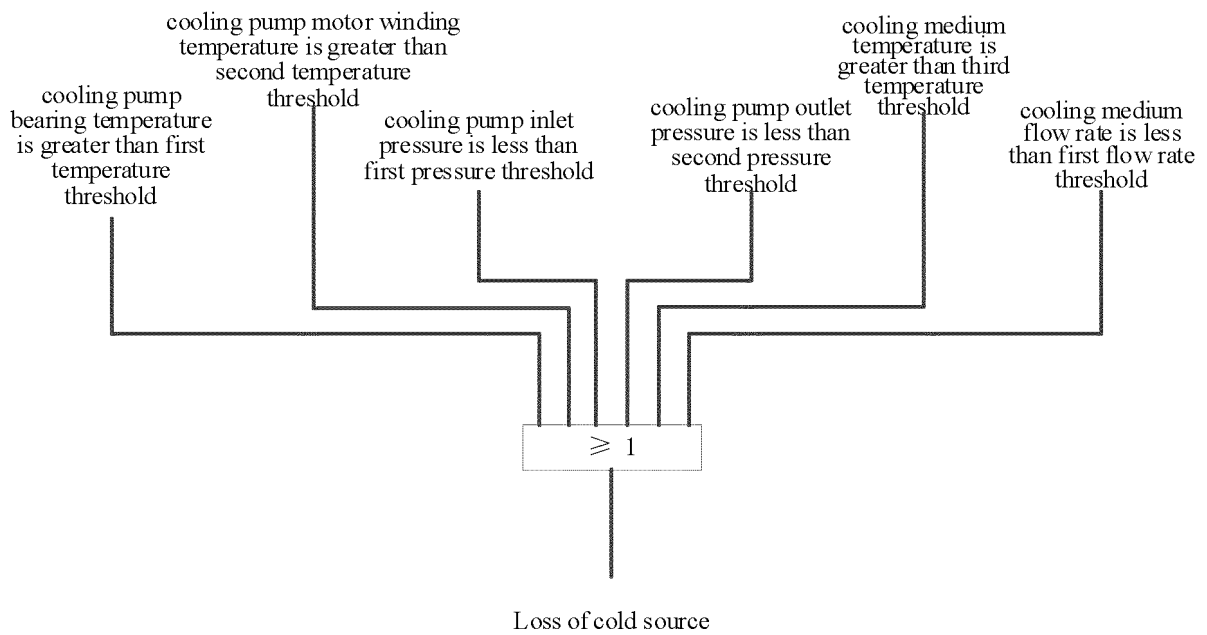 cooling pump
bearing temperature
is greater than first
temperature
threshold
cooling pump motor winding
temperature is greater than
second temperature
threshold
cooling pump inlet
pressure is less than
first pressure threshold
cooling pump outlet
pressure is less than
second pressure
threshold
cooling medium
temperature is
greater than third
temperature
threshold
cooling medium
flow rate is less
than first flow rate
threshold
≥ 1
Loss of cold source